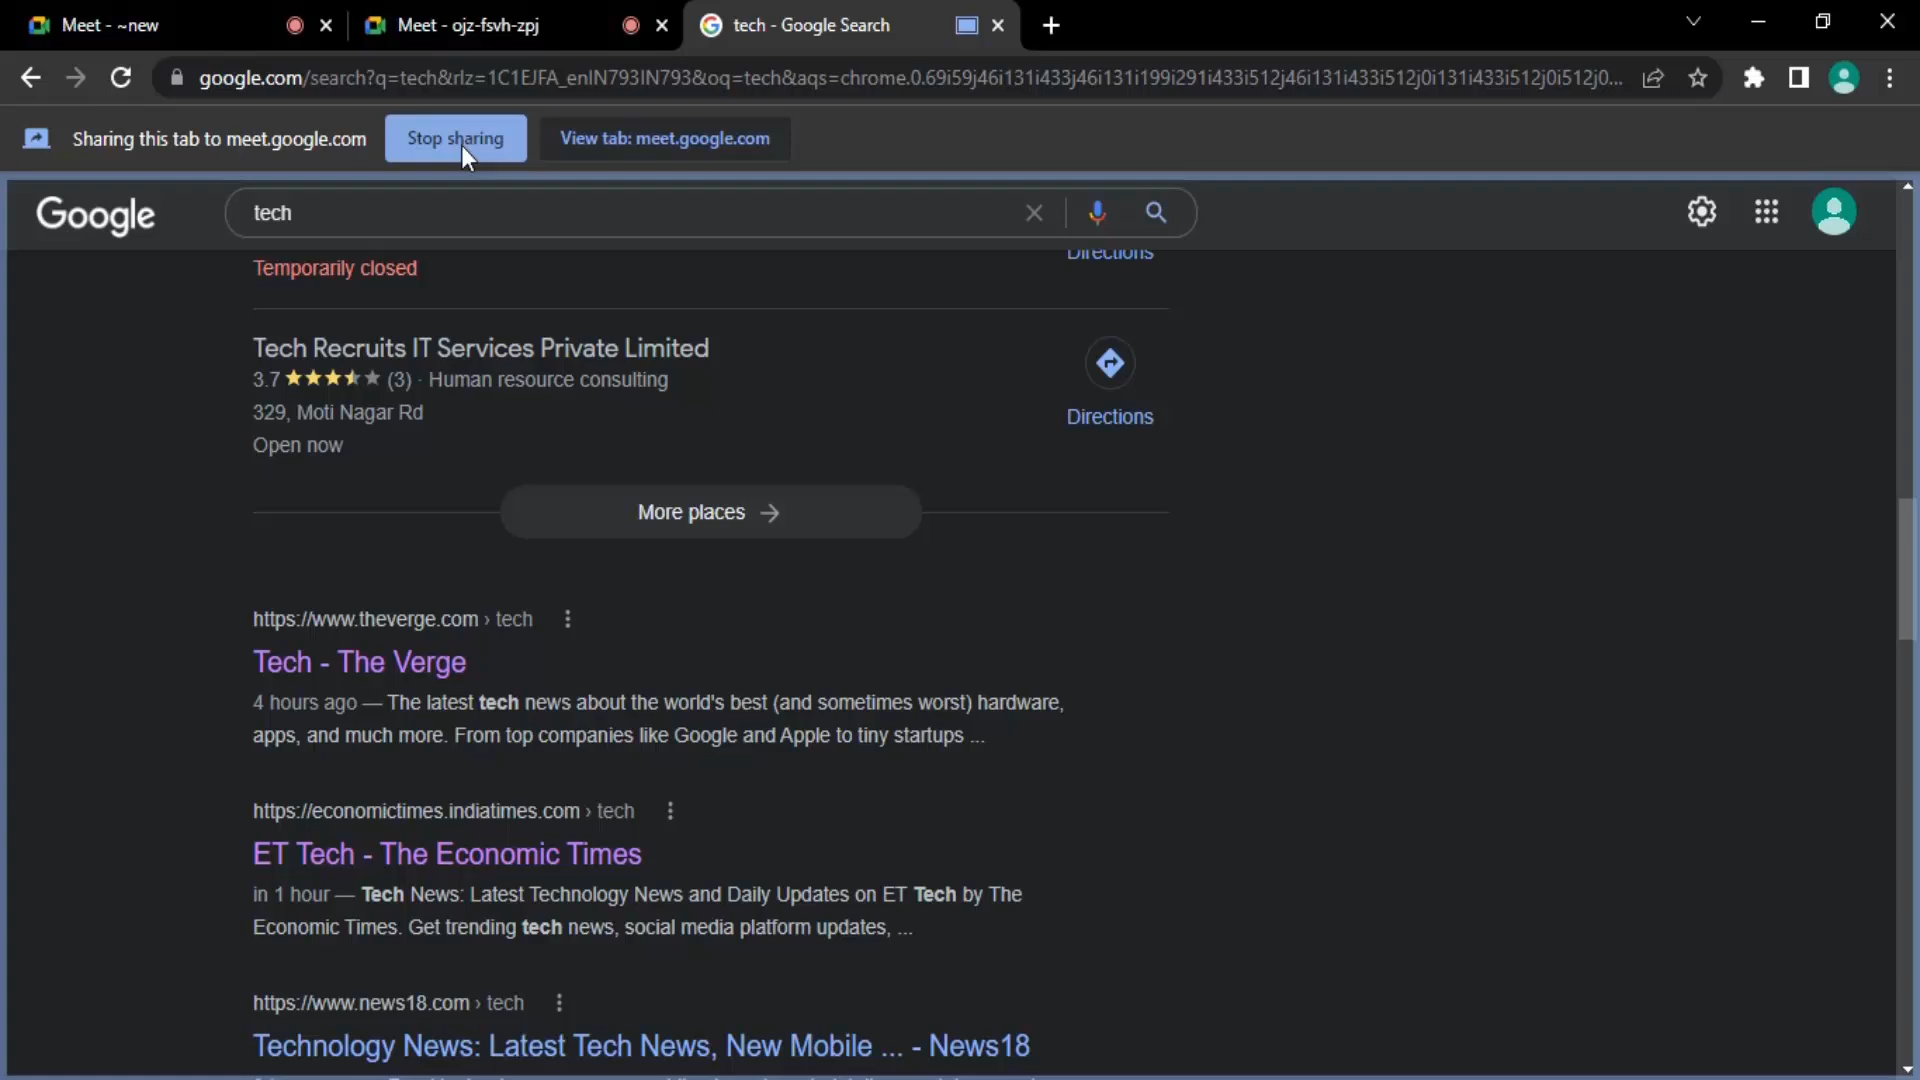 Meet - ~new
Meet - ojz-fsvh-zpj
tech - Google Search
google.com/search?q=tech&rlz=1C1EJFA_enIN793IN793&oq=tech&aqs=chrome.0.69i59j46i131i433j46i131i199i291i433i512j46i131i433i512j0i131i433i512j0i512j0...
Sharing this tab to meet.google.com
Stop sharing
View tab: meet.google.com
Google
tech
Directions
Temporarily closed
Tech Recruits IT Services Private Limited
3.7 ★★★★★ (3) · Human resource consulting
329, Moti Nagar Rd
Directions
Open now
More places →
https://www.theverge.com › tech
Tech - The Verge
4 hours ago — The latest tech news about the world's best (and sometimes worst) hardware,
apps, and much more. From top companies like Google and Apple to tiny startups ...
https://economictimes.indiatimes.com › tech
ET Tech - The Economic Times
in 1 hour — Tech News: Latest Technology News and Daily Updates on ET Tech by The
Economic Times. Get trending tech news, social media platform updates, ...
https://www.news18.com › tech
Technology News: Latest Tech News, New Mobile ... - News18